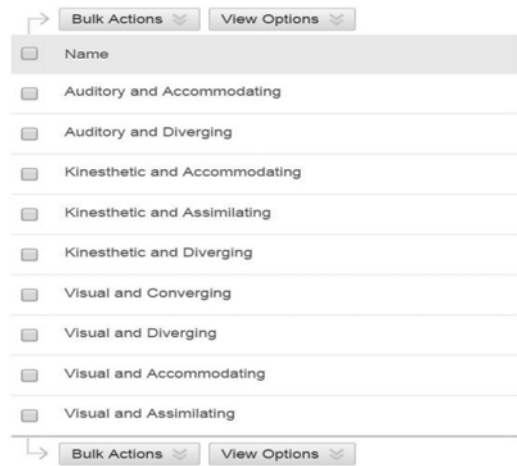 Bulk Actions View Options
Name
Auditory and Accommodating
Auditory and Diverging
Kinesthetic and Accommodating
Kinesthetic and Assimilating
Kinesthetic and Diverging
Visual and Converging
Visual and Diverging
Visual and Accommodating
Visual and Assimilating
Bulk Actions View Options